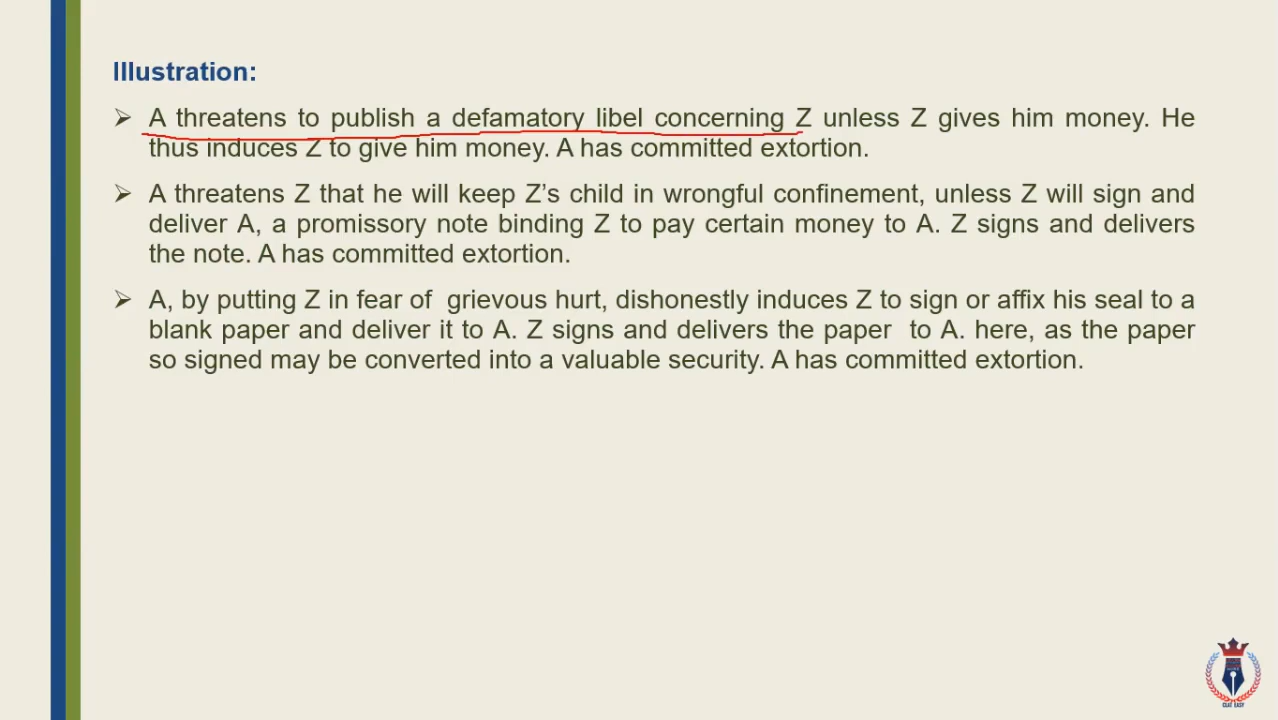 Illustration:
➢ A threatens to publish a defamatory libel concerning Z unless Z gives him money. He
thus induces Z to give him money. A has committed extortion.
➢ A threatens Z that he will keep Z’s child in wrongful confinement, unless Z will sign and
deliver A, a promissory note binding Z to pay certain money to A. Z signs and delivers
the note. A has committed extortion.
➢ A, by putting Z in fear of  grievous hurt, dishonestly induces Z to sign or affix his seal to a
blank paper and deliver it to A. Z signs and delivers the paper  to A. here, as the paper
so signed may be converted into a valuable security. A has committed extortion.
CLAT EASY